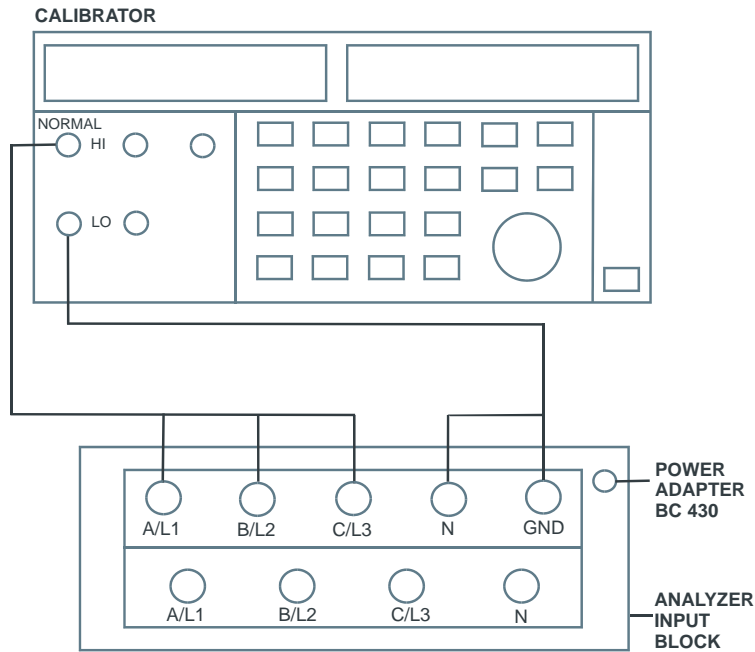 CALIBRATOR
NORMAL
HI
LO
A/L1 B/L2 C/L3 N GND
POWER
ADAPTER
BC 430
A/L1 B/L2 C/L3 N
ANALYZER
INPUT
BLOCK